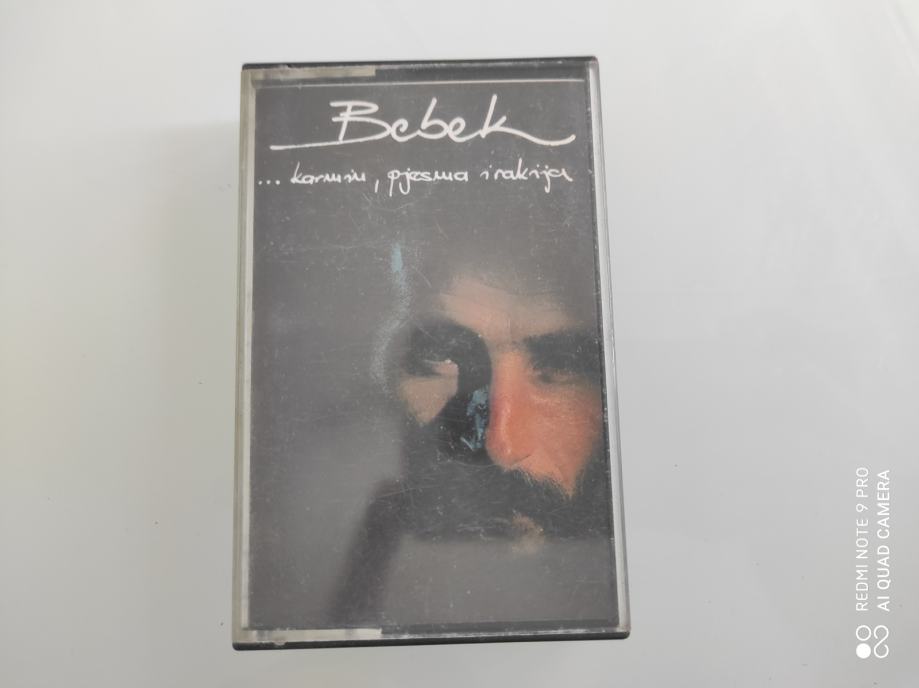 Bebek
... karmin, pjesma i rakija
REDMI NOTE 9 PRO
AI QUAD CAMERA